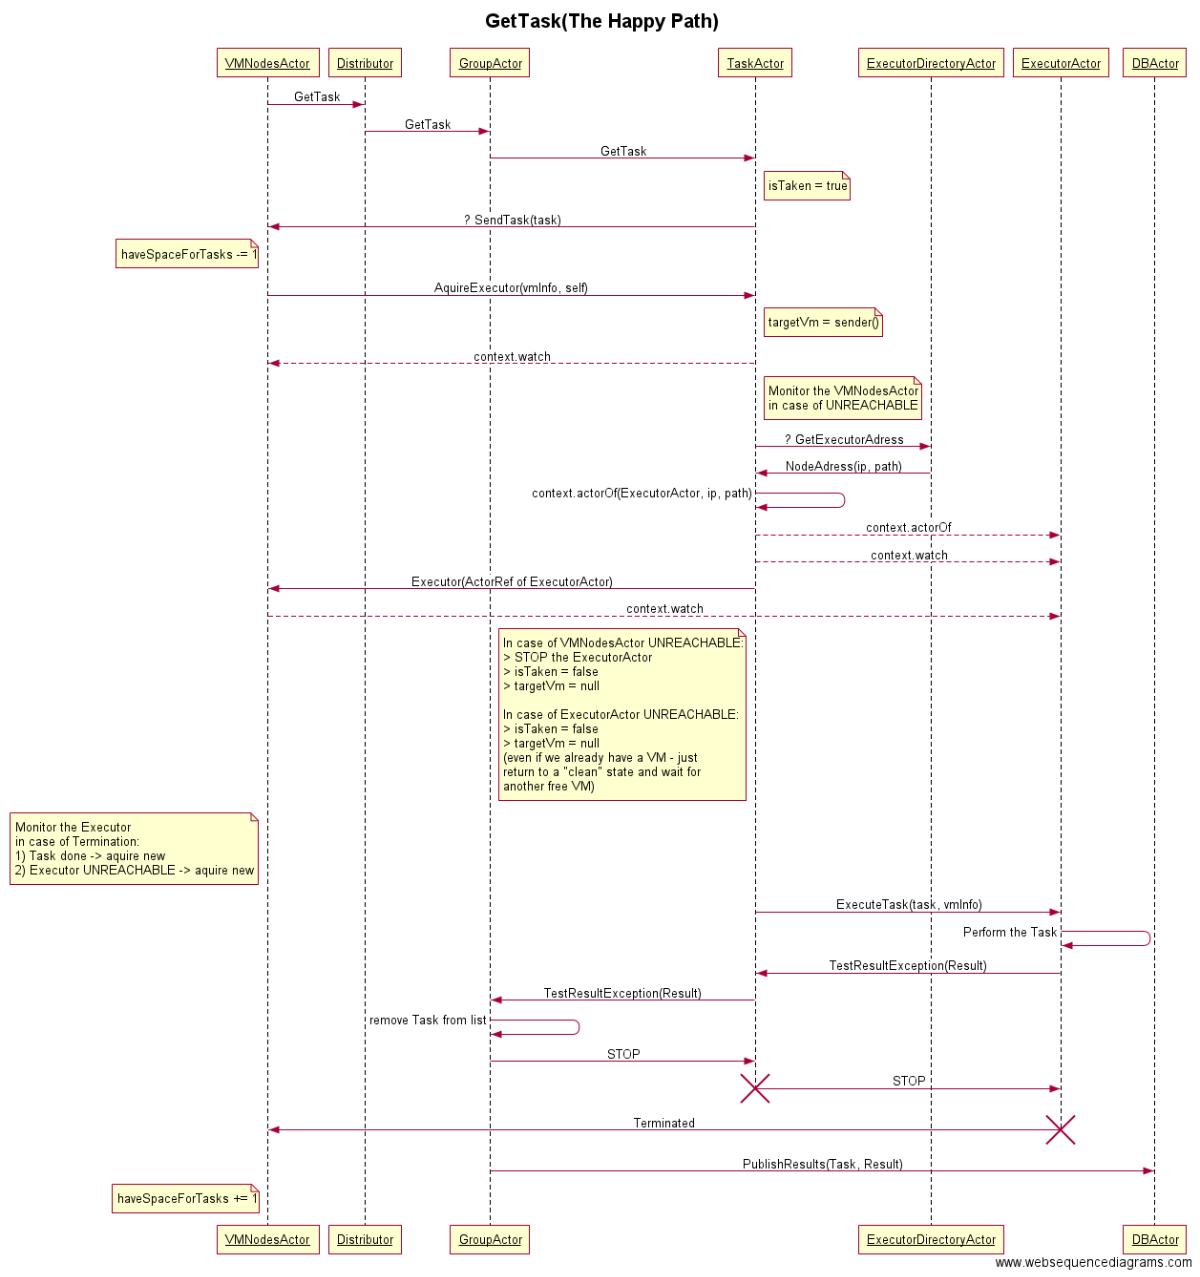 GetTask(The Happy Path)
VMNodesActor
Distributor
GroupActor
TaskActor
ExecutorDirectoryActor
ExecutorActor
DBActor
GetTask
GetTask
GetTask
isTaken = true
? SendTask(task)
haveSpaceForTasks -= 1
AquireExecutor(vmInfo, self)
targetVm = sender()
context.watch
Monitor the VMNodesActor
in case of UNREACHABLE
? GetExecutorAdress
NodeAdress(ip, path)
context.actorOf(ExecutorActor, ip, path)
context.actorOf
context.watch
Executor(ActorRef of ExecutorActor)
context.watch
In case of VMNodesActor UNREACHABLE:
> STOP the ExecutorActor
> isTaken = false
> targetVm = null
In case of ExecutorActor UNREACHABLE:
> isTaken = false
> targetVm = null
(even if we already have a VM - just
return to a "clean" state and wait for
another free VM)
Monitor the Executor
in case of Termination:
1) Task done -> aquire new
2) Executor UNREACHABLE -> aquire new
ExecuteTask(task, vmInfo)
Perform the Task
TestResultException(Result)
TestResultException(Result)
remove Task from list
STOP
STOP
Terminated
PublishResults(Task, Result)
haveSpaceForTasks += 1
VMNodesActor
Distributor
GroupActor
ExecutorDirectoryActor
DBActor
www.websequencediagrams.com